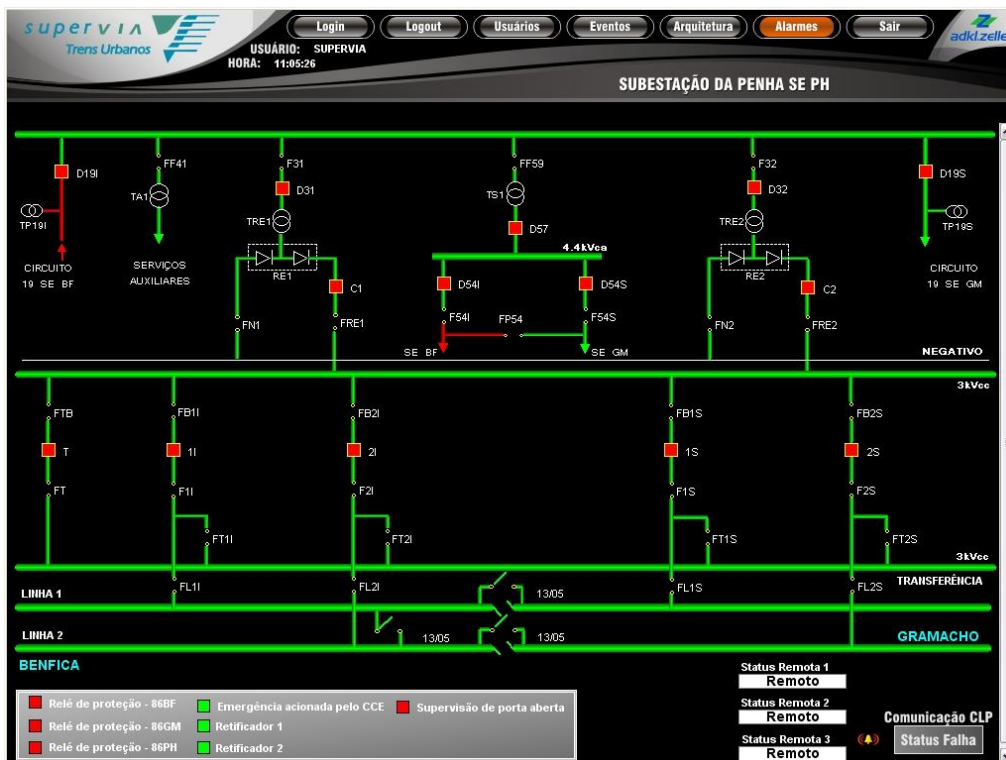 supervia
Trens Urbanos
Login
Logout
Usuários
Eventos
Arquitetura
Alarmes
Sair
adkl.zelle
USUÁRIO: SUPERVIA
HORA: 11:05:26
SUBESTAÇÃO DA PENHA SE PH
D19I
FF41
F31
FF59
F32
D19S
TA1
D31
TS1
D32
TP19I
TRE1
D57
TRE2
TP19S
4.4kVca
CIRCUITO
19 SE BF
SERVIÇOS
AUXILIARES
RE1
RE2
CIRCUITO
19 SE GM
C1
D54I
D54S
C2
FN1
FRE1
F54I
FP54
F54S
FN2
FRE2
SE BF
SE GM
NEGATIVO
3kVcc
FTB
FB1I
FB2I
FB1S
FB2S
T
1I
2I
1S
2S
FT
F1I
F2I
F1S
F2S
FT1I
FT2I
FT1S
FT2S
3kVcc
TRANSFERÊNCIA
FL1I
FL2I
FL1S
FL2S
LINHA 1
13/05
LINHA 2
13/05
13/05
GRAMACHO
BENFICA
Status Remota 1
Remoto
Relé de proteção - 86BF
Emergência acionada pelo CCE
Supervisão de porta aberta
Status Remota 2
Remoto
Relé de proteção - 86GM
Retificador 1
Comunicação CLP
Relé de proteção - 86PH
Retificador 2
Status Remota 3
Remoto
Status Falha